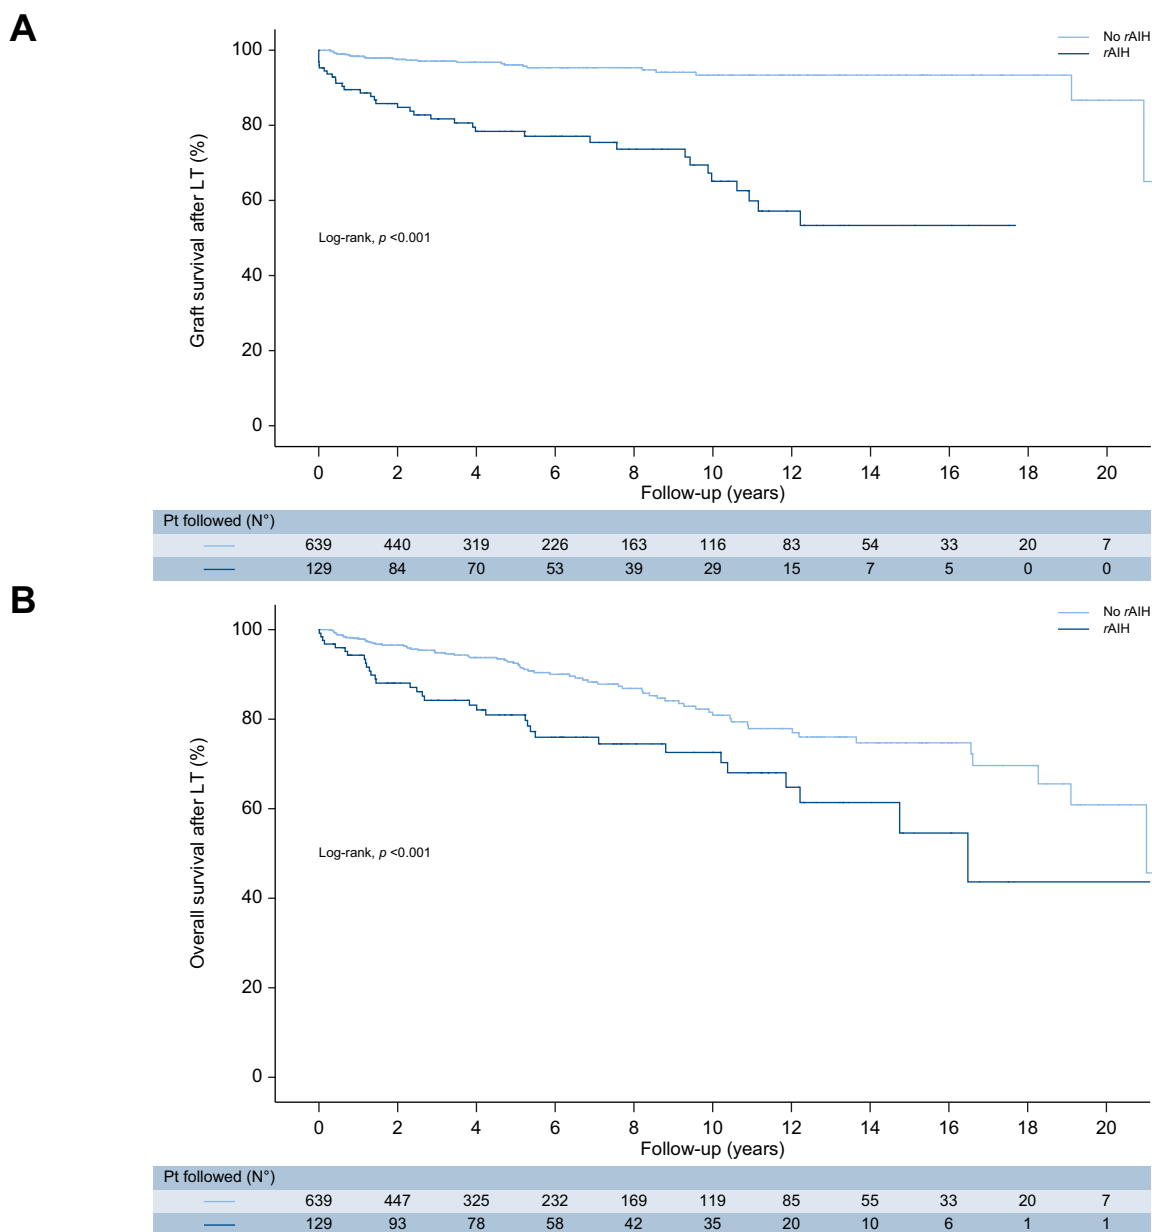 A
No rAIH
rAIH
100
80
60
40
20
0
Graft survival after LT (%)
Log-rank, p <0.001
0 2 4 6 8 10 12 14 16 18 20
Follow-up (years)
Pt followed (N°)
639 440 319 226 163 116 83 54 33 20 7
129 84 70 53 39 29 15 7 5 0 0
B
No rAIH
rAIH
100
80
60
40
20
0
Overall survival after LT (%)
Log-rank, p <0.001
0 2 4 6 8 10 12 14 16 18 20
Follow-up (years)
Pt followed (N°)
639 447 325 232 169 119 85 55 33 20 7
129 93 78 58 42 35 20 10 6 1 1